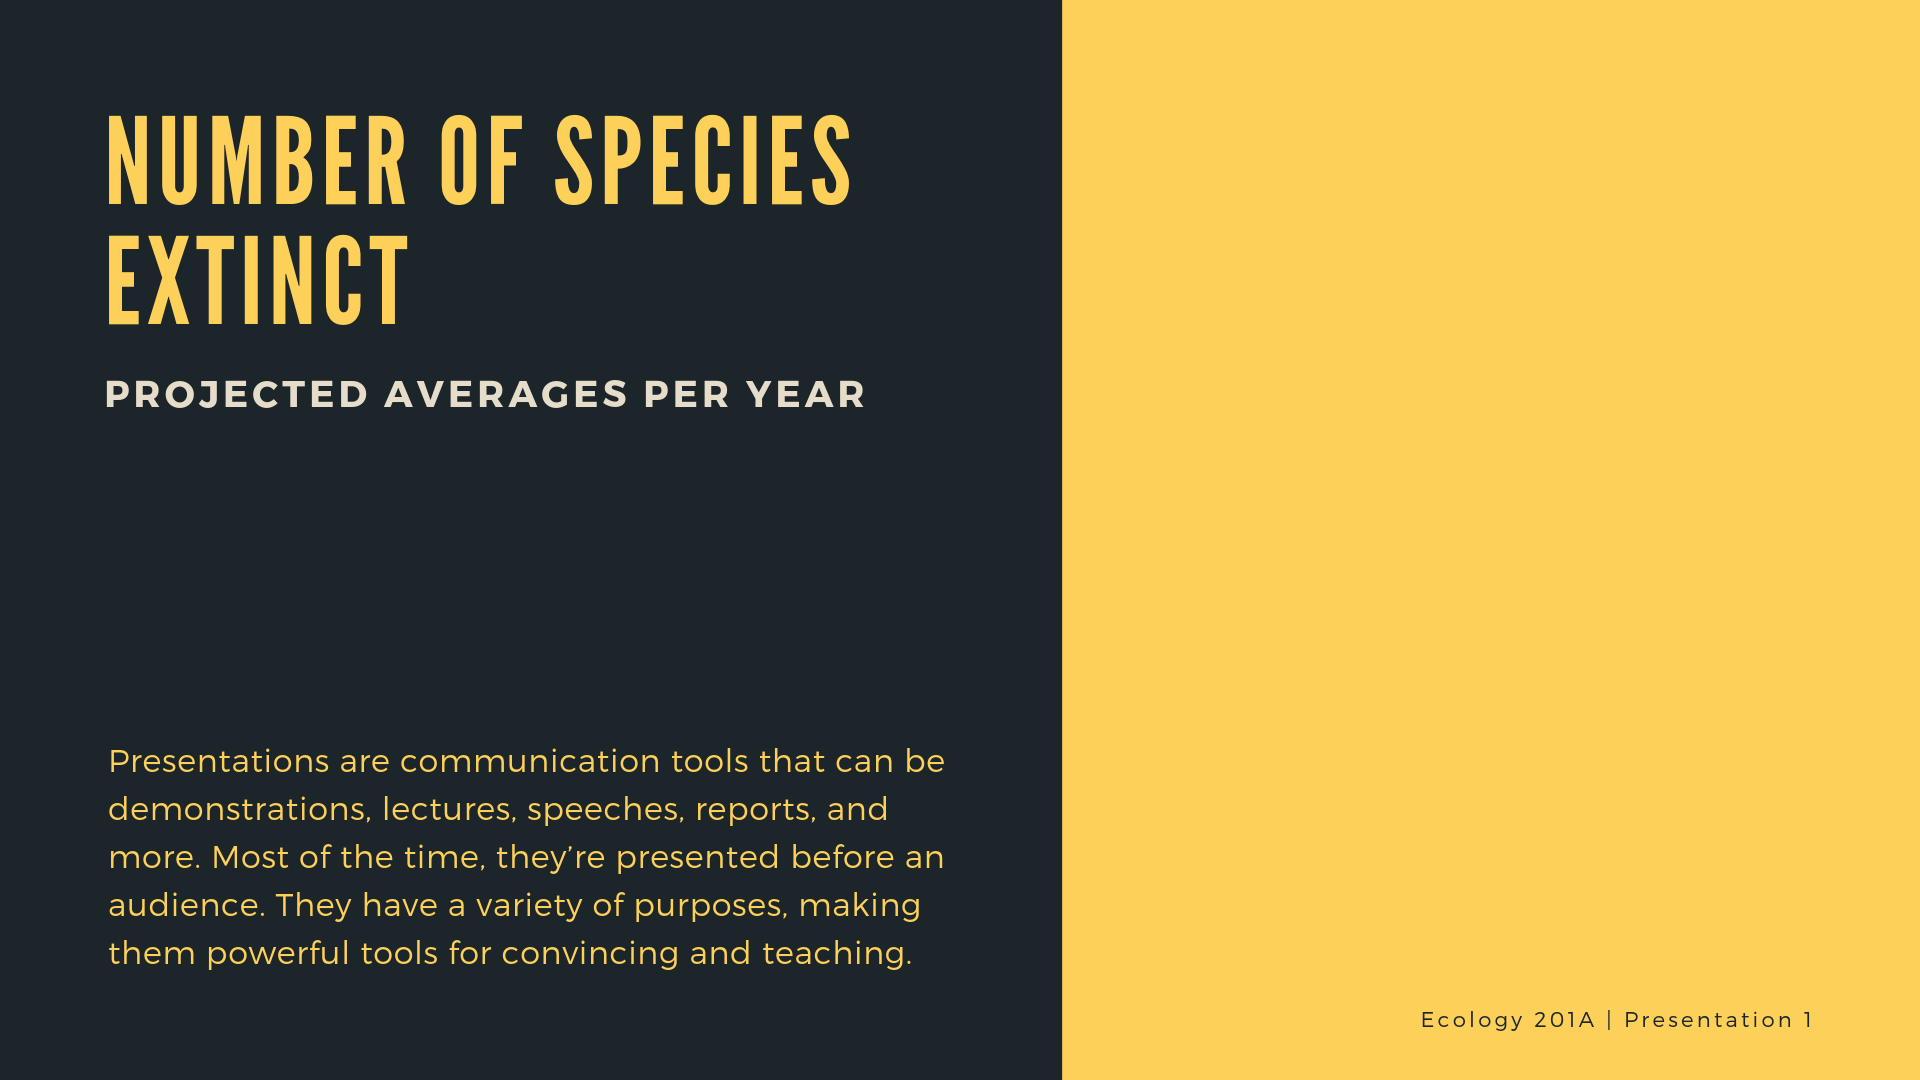 NUMBER OF SPECIES
EXTINCT
PROJECTED AVERAGES PER YEAR
Presentations are communication tools that can be
demonstrations, lectures, speeches, reports, and
more. Most of the time, they’re presented before an
audience. They have a variety of purposes, making
them powerful tools for convincing and teaching.
Ecology 201A | Presentation 1